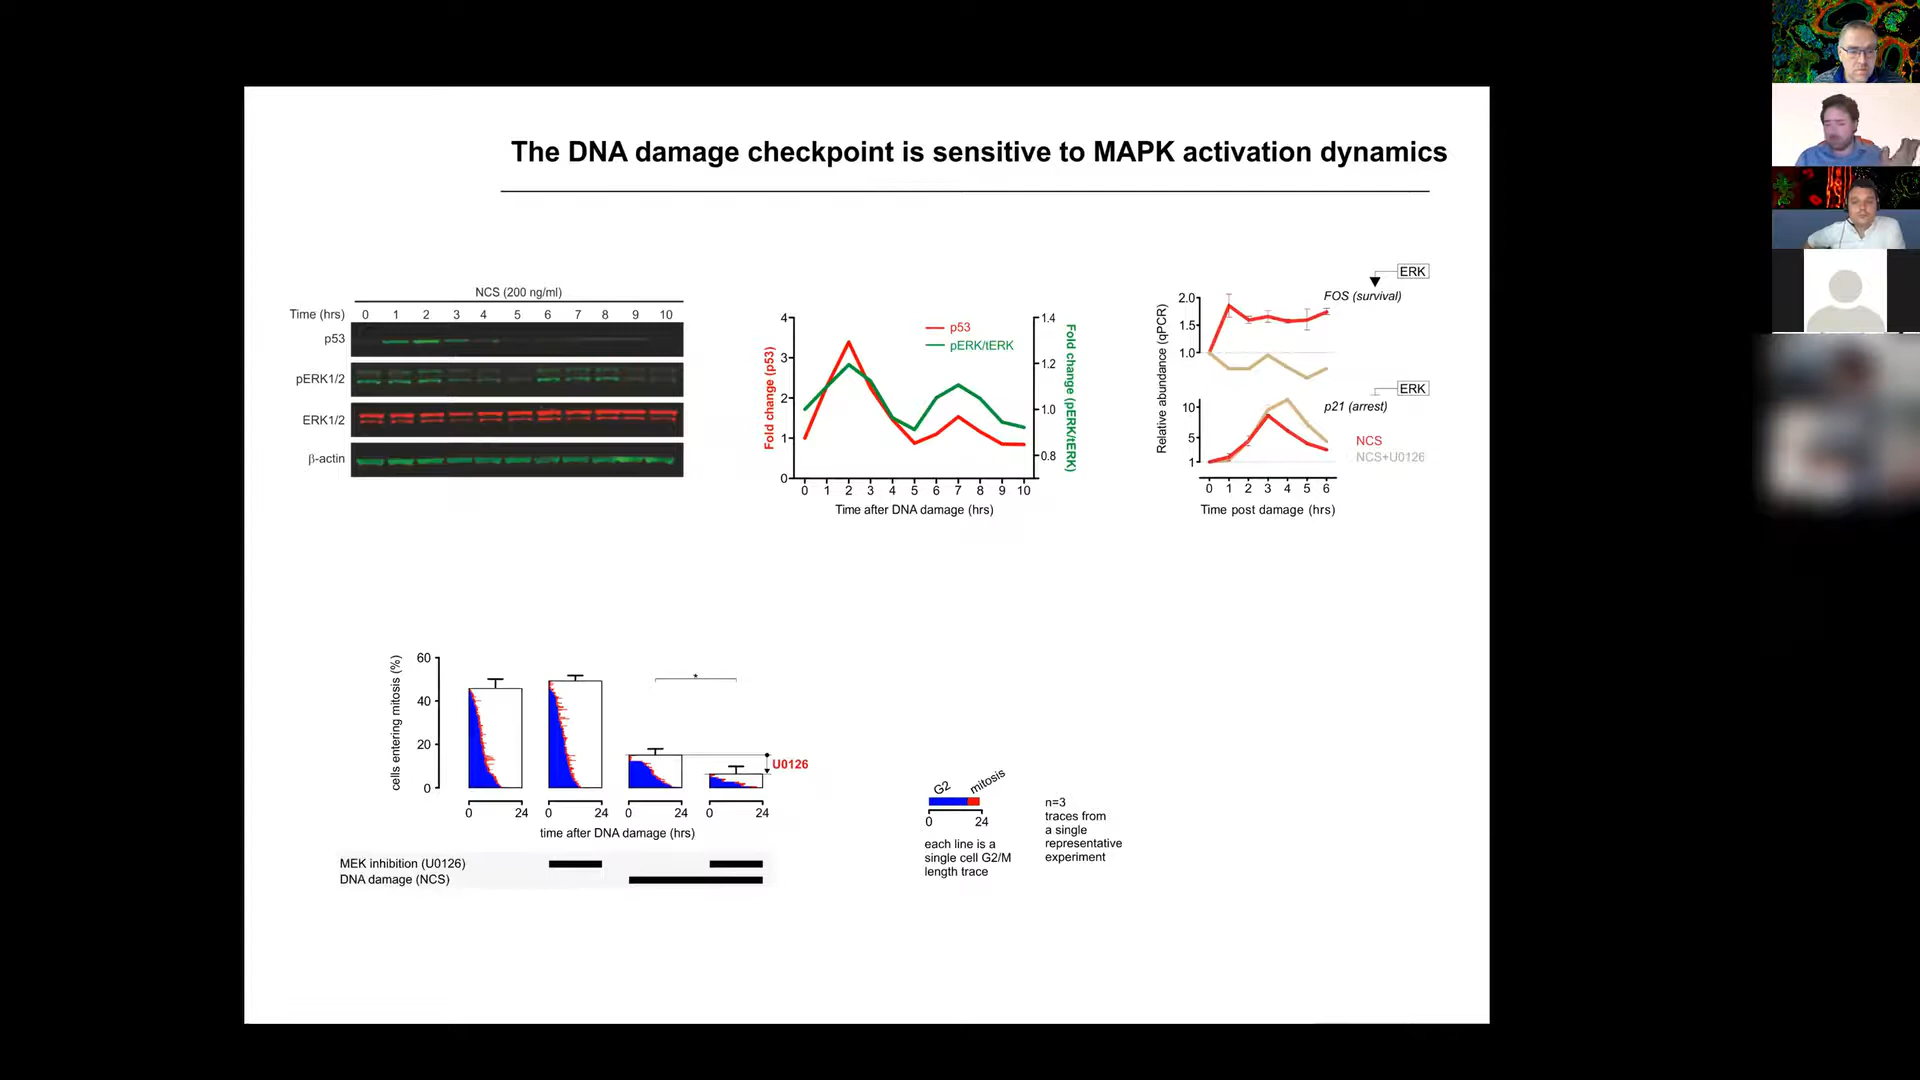 The DNA damage checkpoint is sensitive to MAPK activation dynamics
NCS (200 ng/ml)
Time (hrs) 0 1 2 3 4 5 6 7 8 9 10
p53
pERK1/2
ERK1/2
β-actin
4
3
2
1
0
Fold change (p53)
p53
pERK/tERK
1.4
1.2
1.0
0.8
Fold change (pERK/tERK)
0 1 2 3 4 5 6 7 8 9 10
Time after DNA damage (hrs)
ERK
FOS (survival)
2.0
1.5
1.0
Relative abundance (qPCR)
ERK
p21 (arrest)
10
5
1
NCS
NCS+U0126
0 1 2 3 4 5 6
Time post damage (hrs)
60
40
20
0
cells entering mitosis (%)
*
U0126
0 24 0 24 0 24 0 24
time after DNA damage (hrs)
MEK inhibition (U0126)
DNA damage (NCS)
G2 mitosis
0 24
each line is a
single cell G2/M
length trace
n=3
traces from
a single
representative
experiment